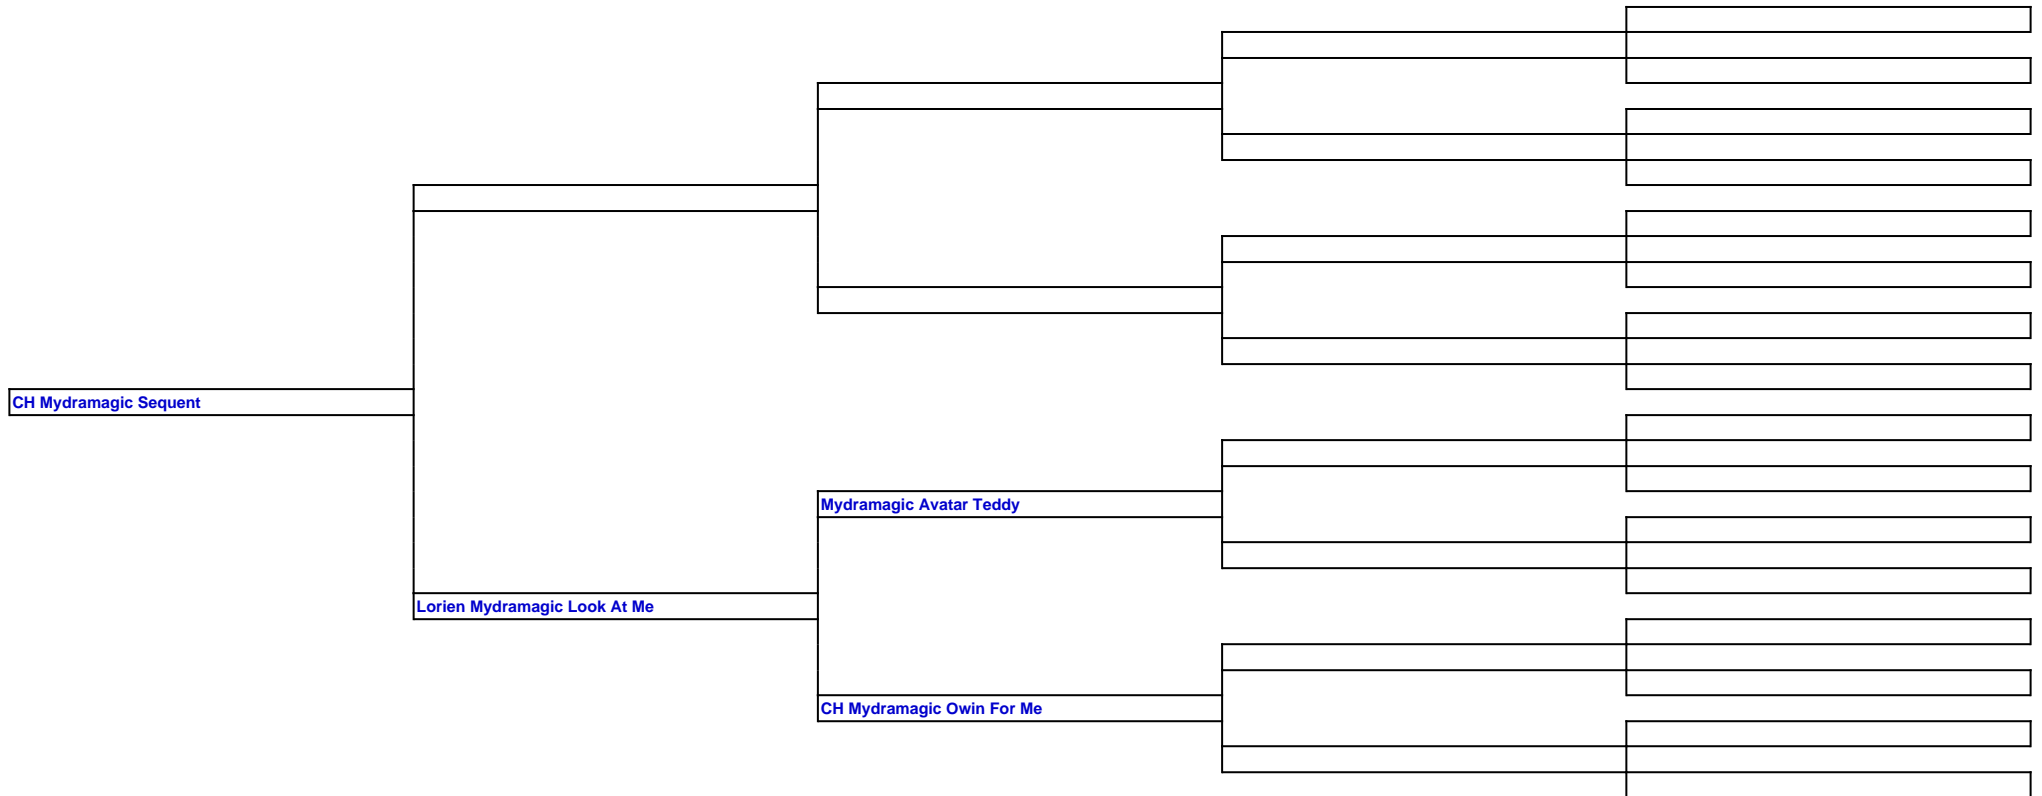 CH Mydramagic Sequent
Mydramagic Avatar Teddy
Lorien Mydramagic Look At Me
CH Mydramagic Owin For Me